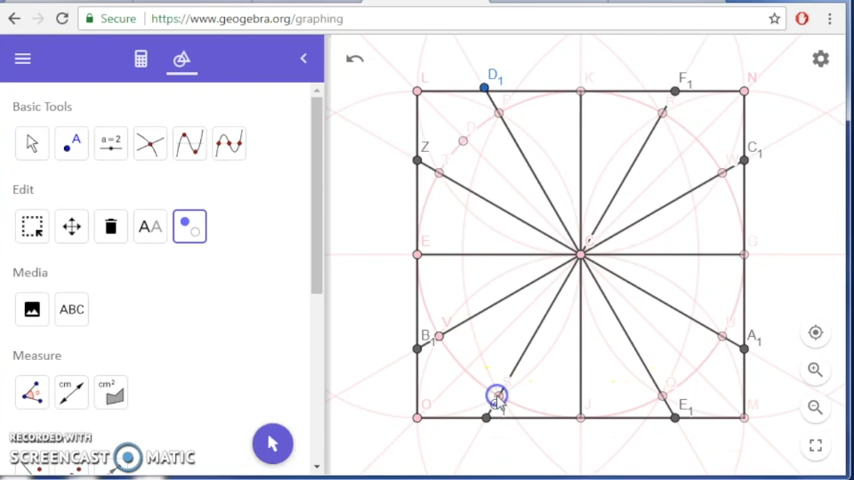 Secure https://www.geogebra.org/graphing
Basic Tools
A
a=2
Edit
AA
Media
ABC
Measure
cm
cm²
RECORDED WITH
SCREENCAST MATIC
L
D₁
K
F₁
N
D
Z
C₁
E
G
V
B₁
U
A₁
O
J
E₁
M